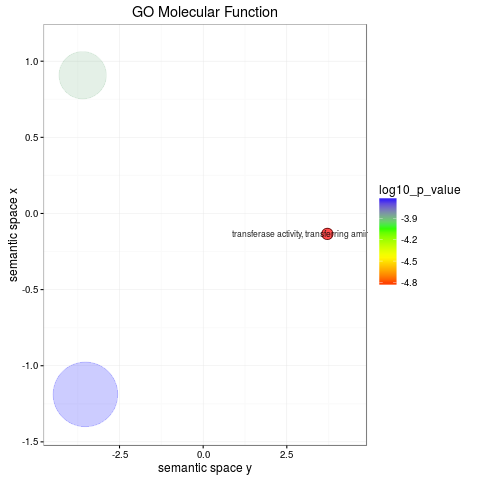 GO Molecular Function
1.0
0.5
0.0
-0.5
-1.0
-1.5
semantic space x
transferase activity, transferring
-2.5
0.0
2.5
semantic space y
log10_p_value
-3.9
-4.2
-4.5
-4.8